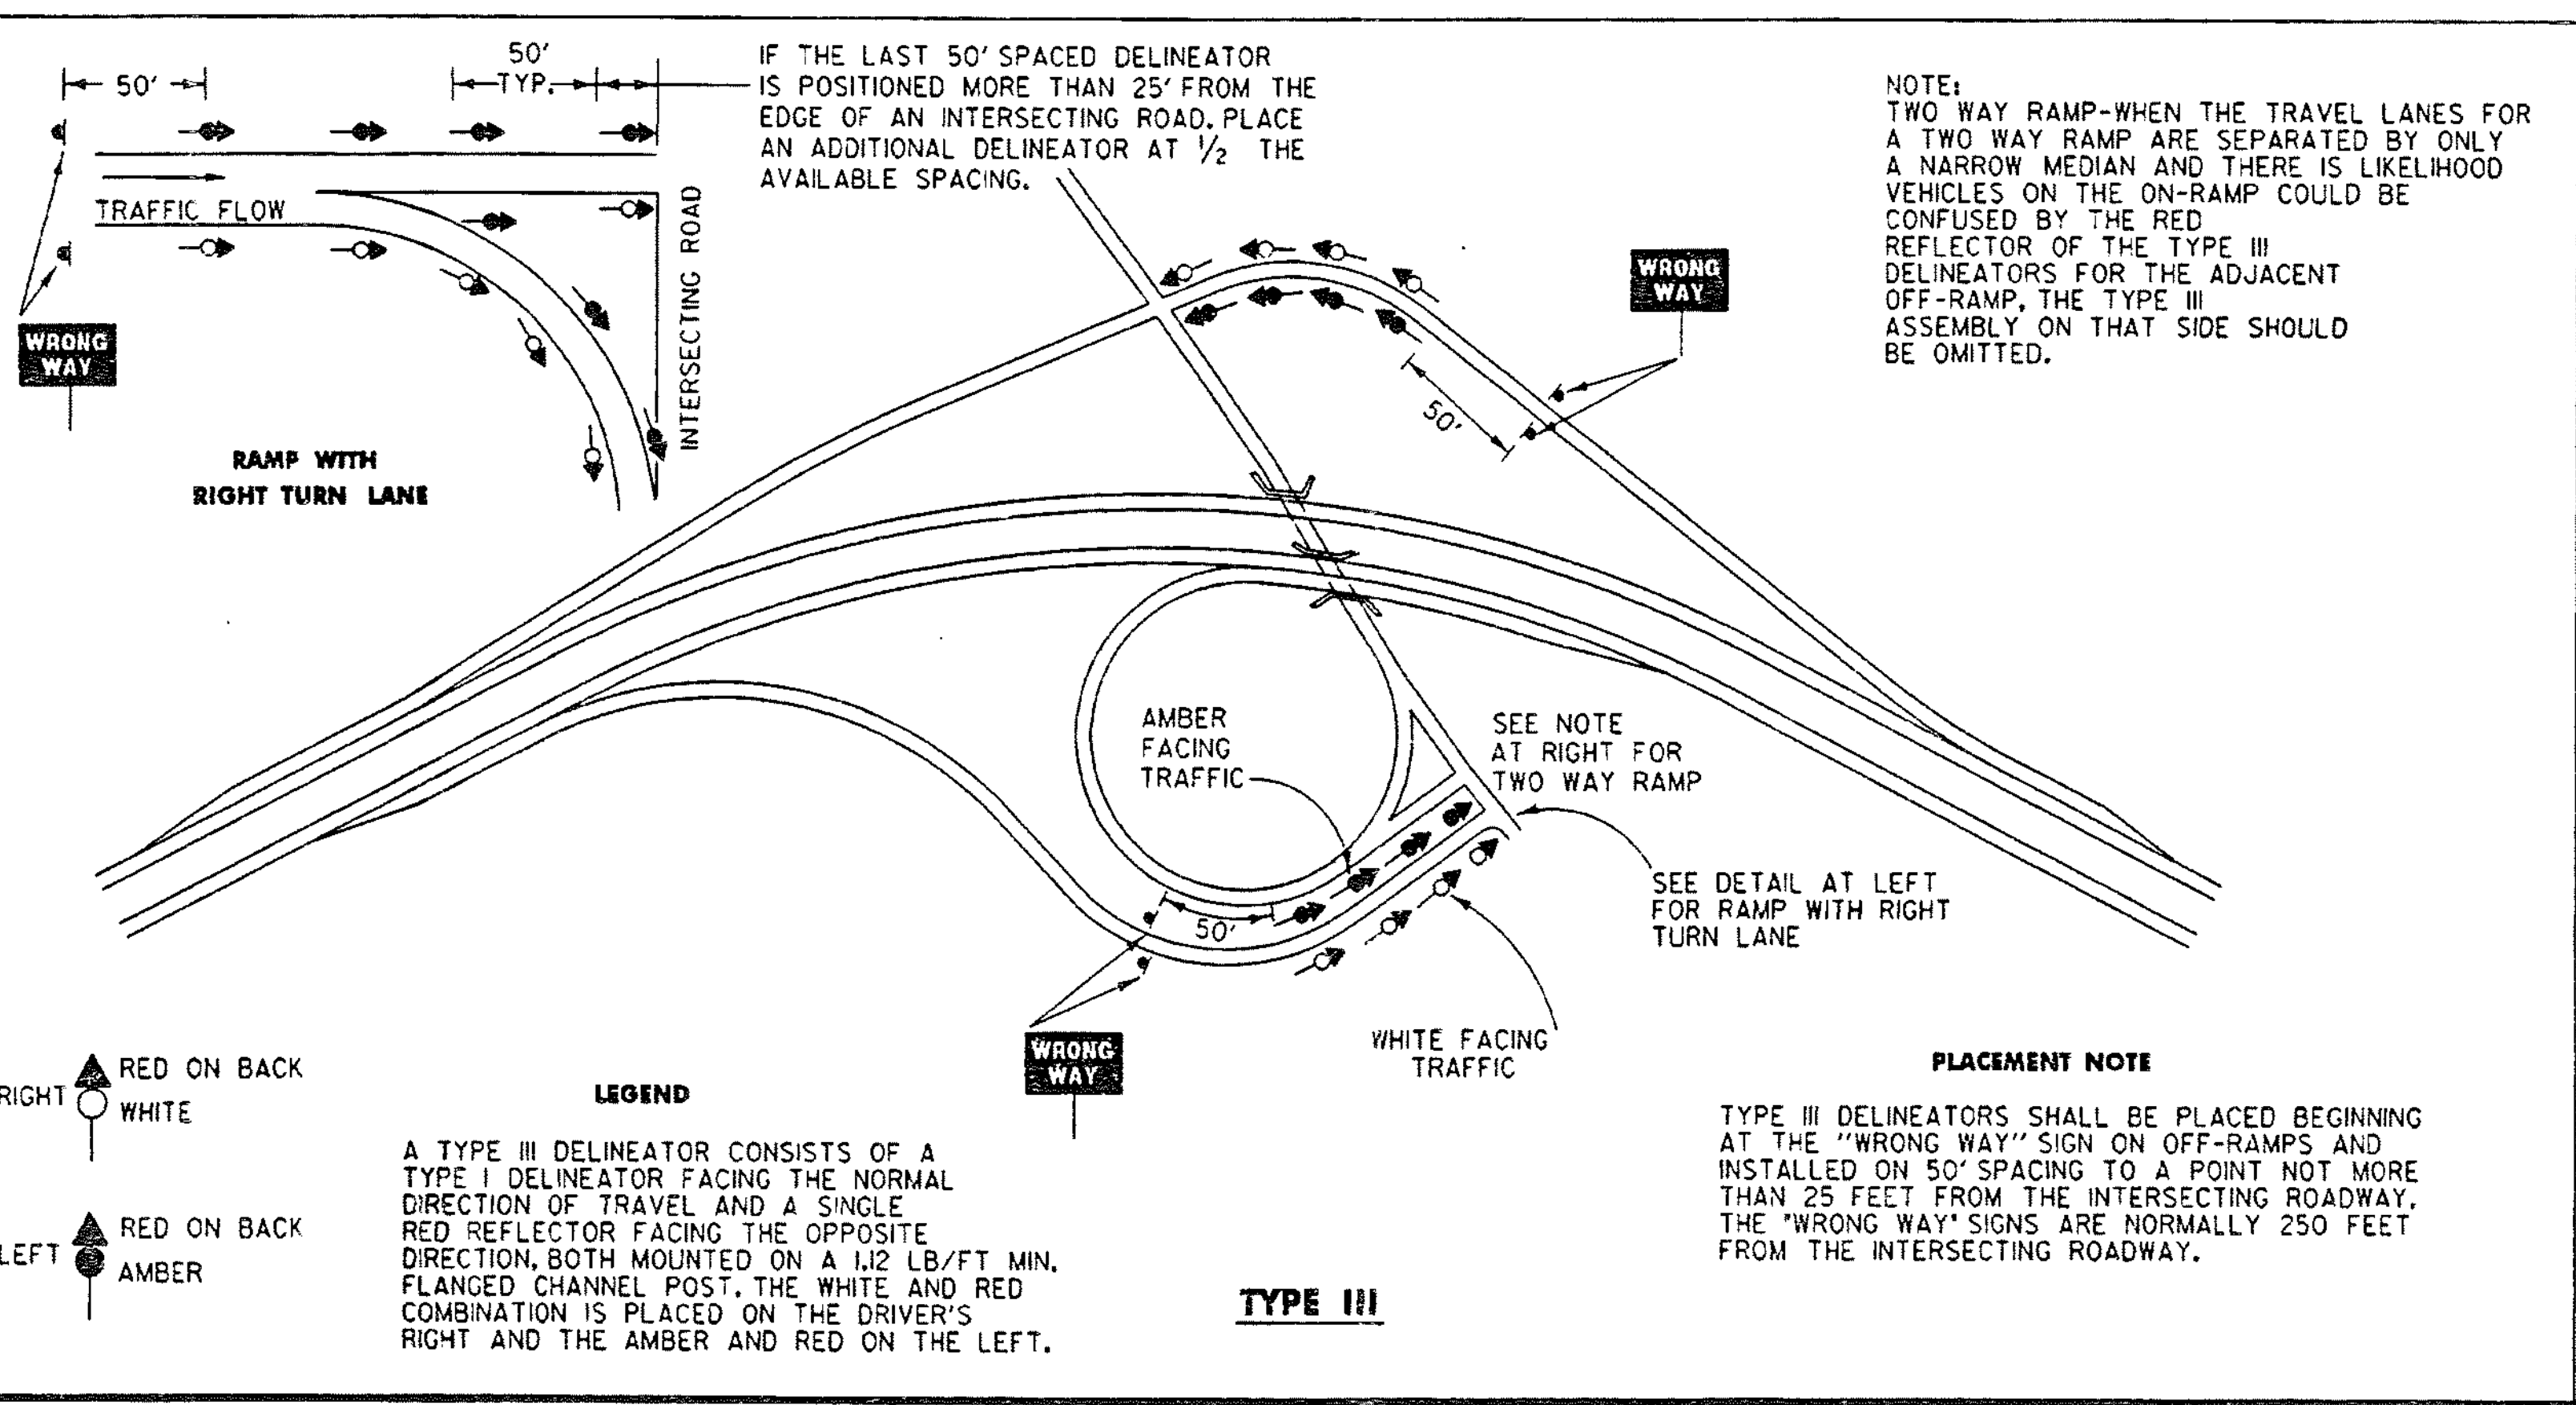 50'
50'
TYP.
IF THE LAST 50' SPACED DELINEATOR
IS POSITIONED MORE THAN 25' FROM THE
EDGE OF AN INTERSECTING ROAD. PLACE
AN ADDITIONAL DELINEATOR AT 1/2 THE
AVAILABLE SPACING.
TRAFFIC FLOW
INTERSECTING ROAD
WRONG
WAY
RAMP WITH
RIGHT TURN LANE
NOTE:
TWO WAY RAMP-WHEN THE TRAVEL LANES FOR
A TWO WAY RAMP ARE SEPARATED BY ONLY
A NARROW MEDIAN AND THERE IS LIKELIHOOD
VEHICLES ON THE ON-RAMP COULD BE
CONFUSED BY THE RED
REFLECTOR OF THE TYPE III
DELINEATORS FOR THE ADJACENT
OFF-RAMP, THE TYPE III
ASSEMBLY ON THAT SIDE SHOULD
BE OMITTED.
WRONG
WAY
50'
AMBER
FACING
TRAFFIC
SEE NOTE
AT RIGHT FOR
TWO WAY RAMP
SEE DETAIL AT LEFT
FOR RAMP WITH RIGHT
TURN LANE
50'
WRONG
WAY
WHITE FACING
TRAFFIC
RED ON BACK
RIGHT
WHITE
RED ON BACK
LEFT
AMBER
LEGEND
A TYPE III DELINEATOR CONSISTS OF A
TYPE I DELINEATOR FACING THE NORMAL
DIRECTION OF TRAVEL AND A SINGLE
RED REFLECTOR FACING THE OPPOSITE
DIRECTION, BOTH MOUNTED ON A 1.12 LB/FT MIN.
FLANGED CHANNEL POST. THE WHITE AND RED
COMBINATION IS PLACED ON THE DRIVER'S
RIGHT AND THE AMBER AND RED ON THE LEFT.
TYPE III
PLACEMENT NOTE
TYPE III DELINEATORS SHALL BE PLACED BEGINNING
AT THE "WRONG WAY" SIGN ON OFF-RAMPS AND
INSTALLED ON 50' SPACING TO A POINT NOT MORE
THAN 25 FEET FROM THE INTERSECTING ROADWAY.
THE "WRONG WAY" SIGNS ARE NORMALLY 250 FEET
FROM THE INTERSECTING ROADWAY.